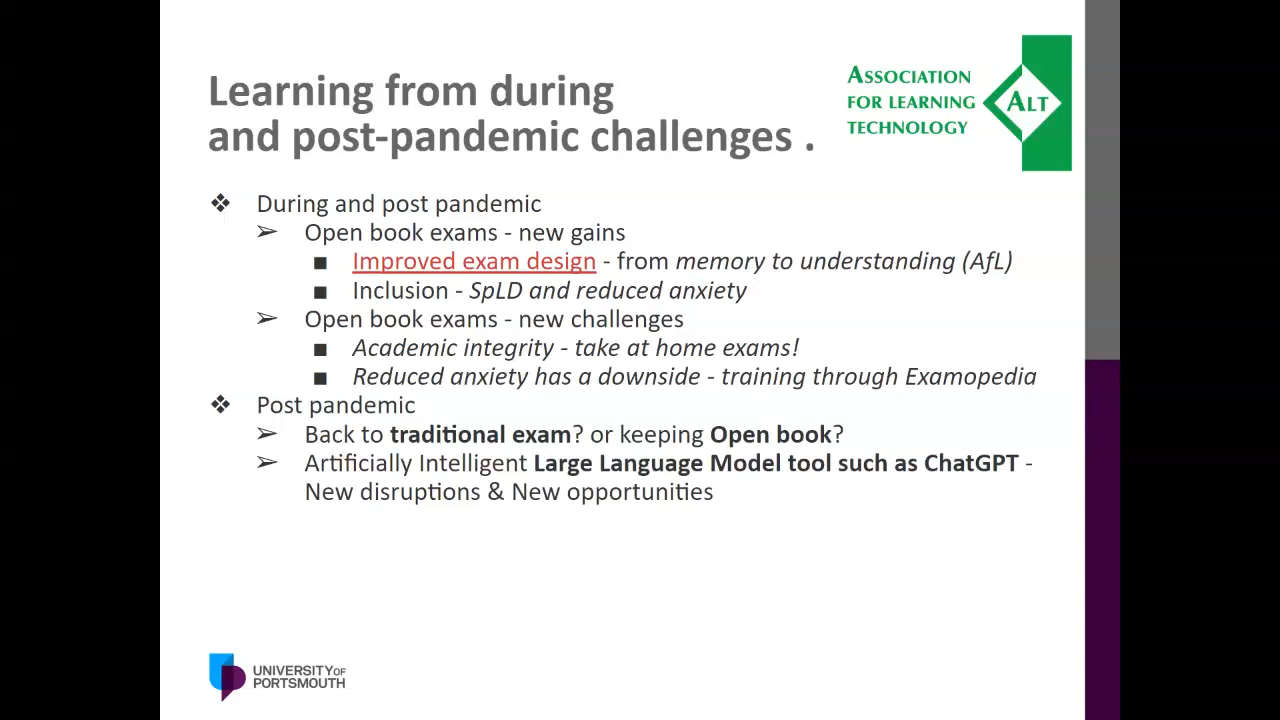 Learning from during
and post-pandemic challenges .
ASSOCIATION
FOR LEARNING
TECHNOLOGY
ALT
❖ During and post pandemic
➢ Open book exams - new gains
■ Improved exam design - from memory to understanding (AfL)
■ Inclusion - SpLD and reduced anxiety
➢ Open book exams - new challenges
■ Academic integrity - take at home exams!
■ Reduced anxiety has a downside - training through Examopedia
❖ Post pandemic
➢ Back to traditional exam? or keeping Open book?
➢ Artificially Intelligent Large Language Model tool such as ChatGPT -
New disruptions & New opportunities
UNIVERSITY OF
PORTSMOUTH